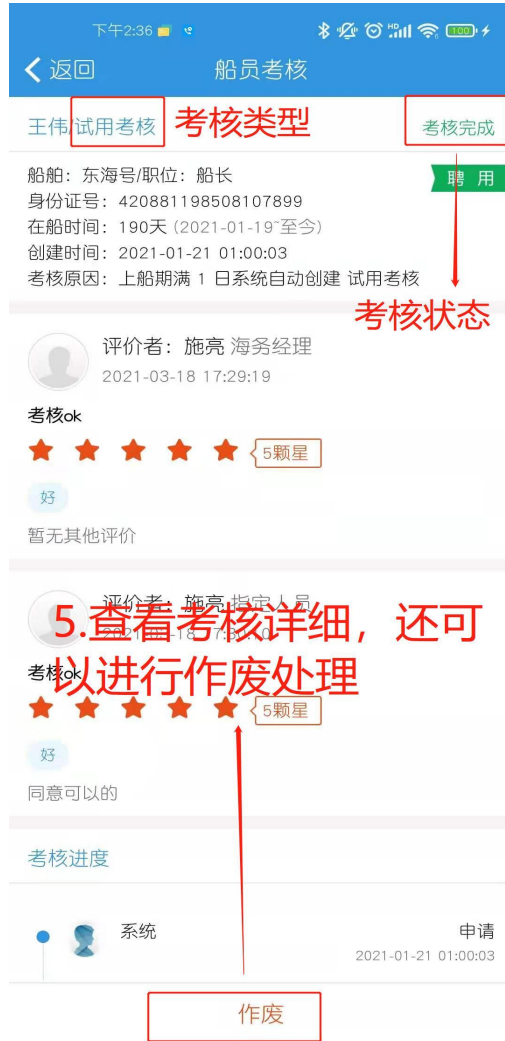 下午2:36
100
返回
船员考核
王伟/试用考核
考核类型
考核完成
船舶：东海号/职位：船长
聘 用
身份证号：420881198508107899
在船时间：190天 (2021-01-19~至今)
创建时间：2021-01-21 01:00:03
考核原因：上船期满 1 日系统自动创建 试用考核
考核状态
评价者：施亮 海务经理
2021-03-18 17:29:19
考核ok
5颗星
好
暂无其他评价
评价者：施亮 指定人员
5.查看考核详细，还可
以进行作废处理
考核ok
5颗星
好
同意可以的
考核进度
系统
申请
2021-01-21 01:00:03
作废